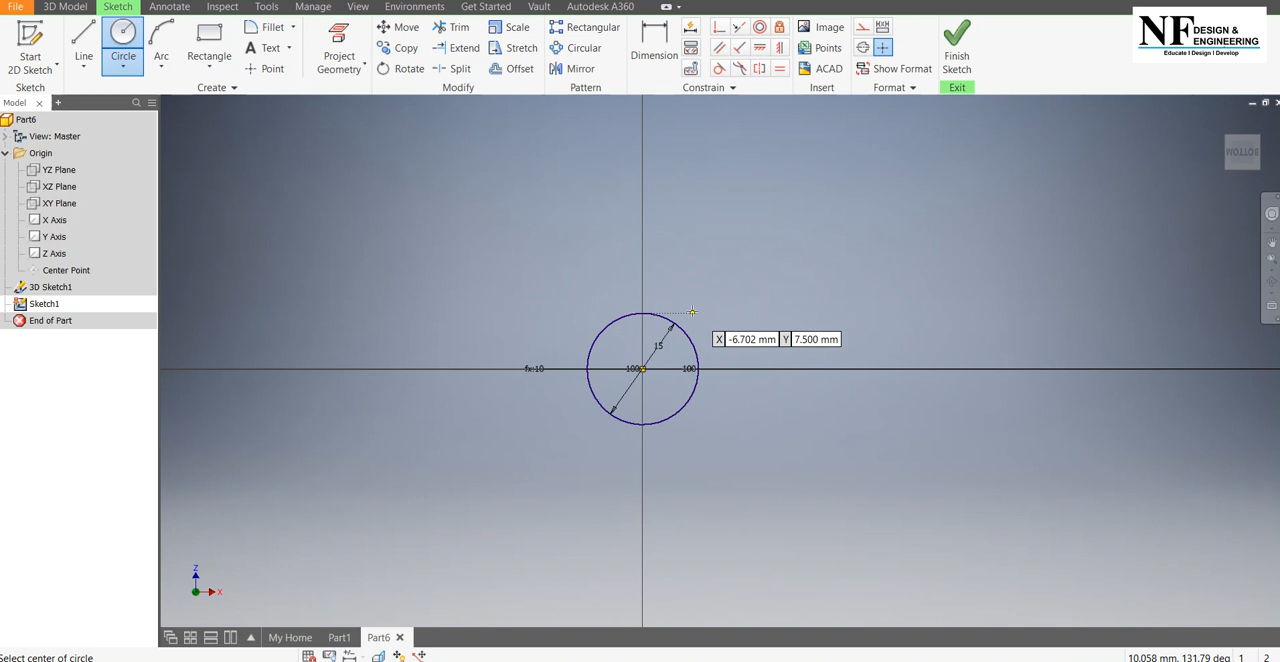 File 3D Model Sketch Annotate Inspect Tools Manage View Environments Get Started Vault Autodesk A360
Start
2D Sketch
Line
Circle
Arc
Rectangle
Fillet
Text
Point
Project
Geometry
Move
Copy
Rotate
Trim
Extend
Split
Scale
Stretch
Offset
Rectangular
Circular
Mirror
Dimension
Image
Points
ACAD
Show Format
Finish
Sketch
Sketch Create Modify Pattern Constrain Insert Format Exit
NF DESIGN &
ENGINEERING
Educate I Design I Develop
Model
Part6
View: Master
Origin
YZ Plane
XZ Plane
XY Plane
X Axis
Y Axis
Z Axis
Center Point
3D Sketch1
Sketch1
End of Part
BOTTOM
15
X -6.702 mm Y 7.500 mm
fx:10 100 100
Z
X
My Home Part1 Part6
Select center of circle
10.058 mm, 131.79 deg 1 2